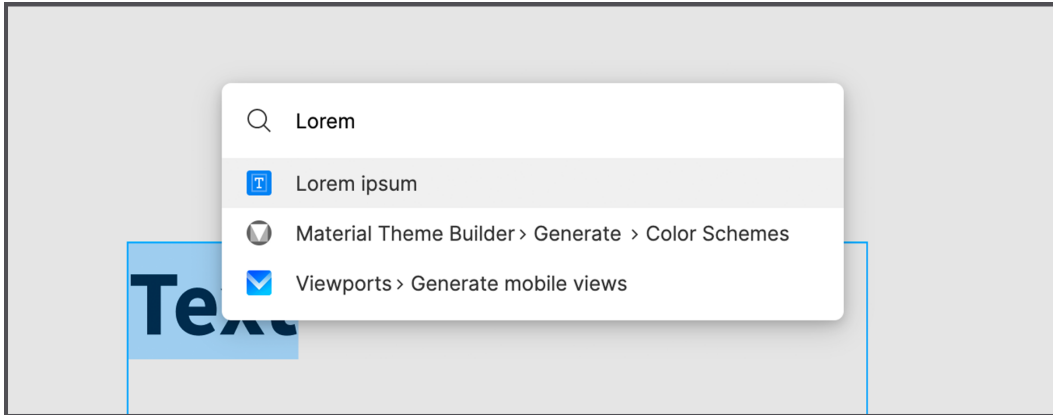 Lorem
Lorem ipsum
Material Theme Builder › Generate › Color Schemes
Viewports › Generate mobile views
Text